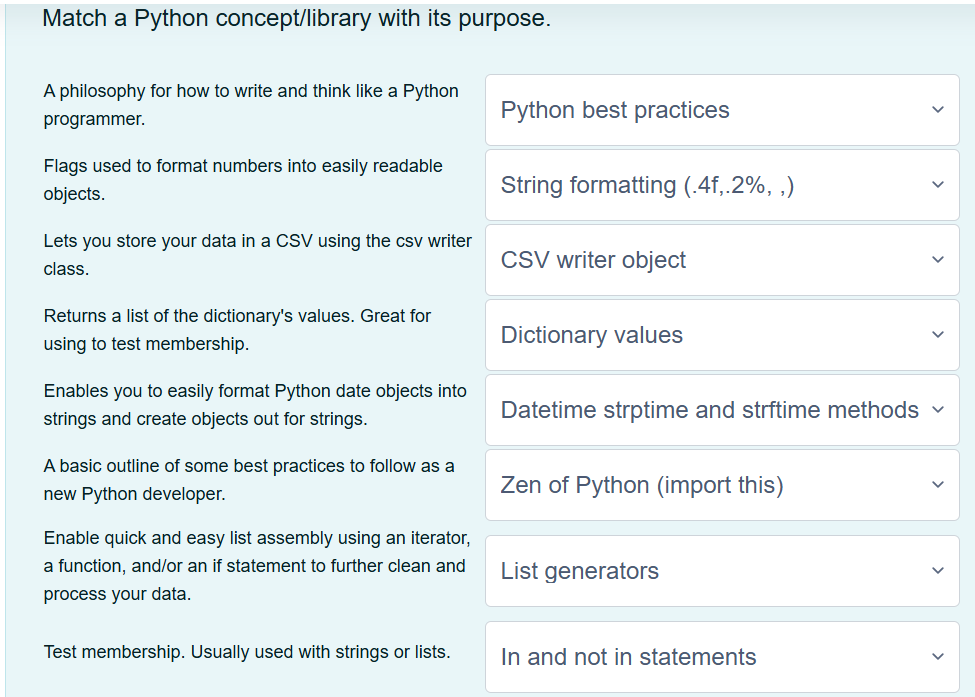 Match a Python concept/library with its purpose.
A philosophy for how to write and think like a Python
programmer.
Python best practices
Flags used to format numbers into easily readable
objects.
String formatting (.4f,.2%, ,)
Lets you store your data in a CSV using the csv writer
class.
CSV writer object
Returns a list of the dictionary's values. Great for
using to test membership.
Dictionary values
Enables you to easily format Python date objects into
strings and create objects out for strings.
Datetime strptime and strftime methods
A basic outline of some best practices to follow as a
new Python developer.
Zen of Python (import this)
Enable quick and easy list assembly using an iterator,
a function, and/or an if statement to further clean and
process your data.
List generators
Test membership. Usually used with strings or lists.
In and not in statements